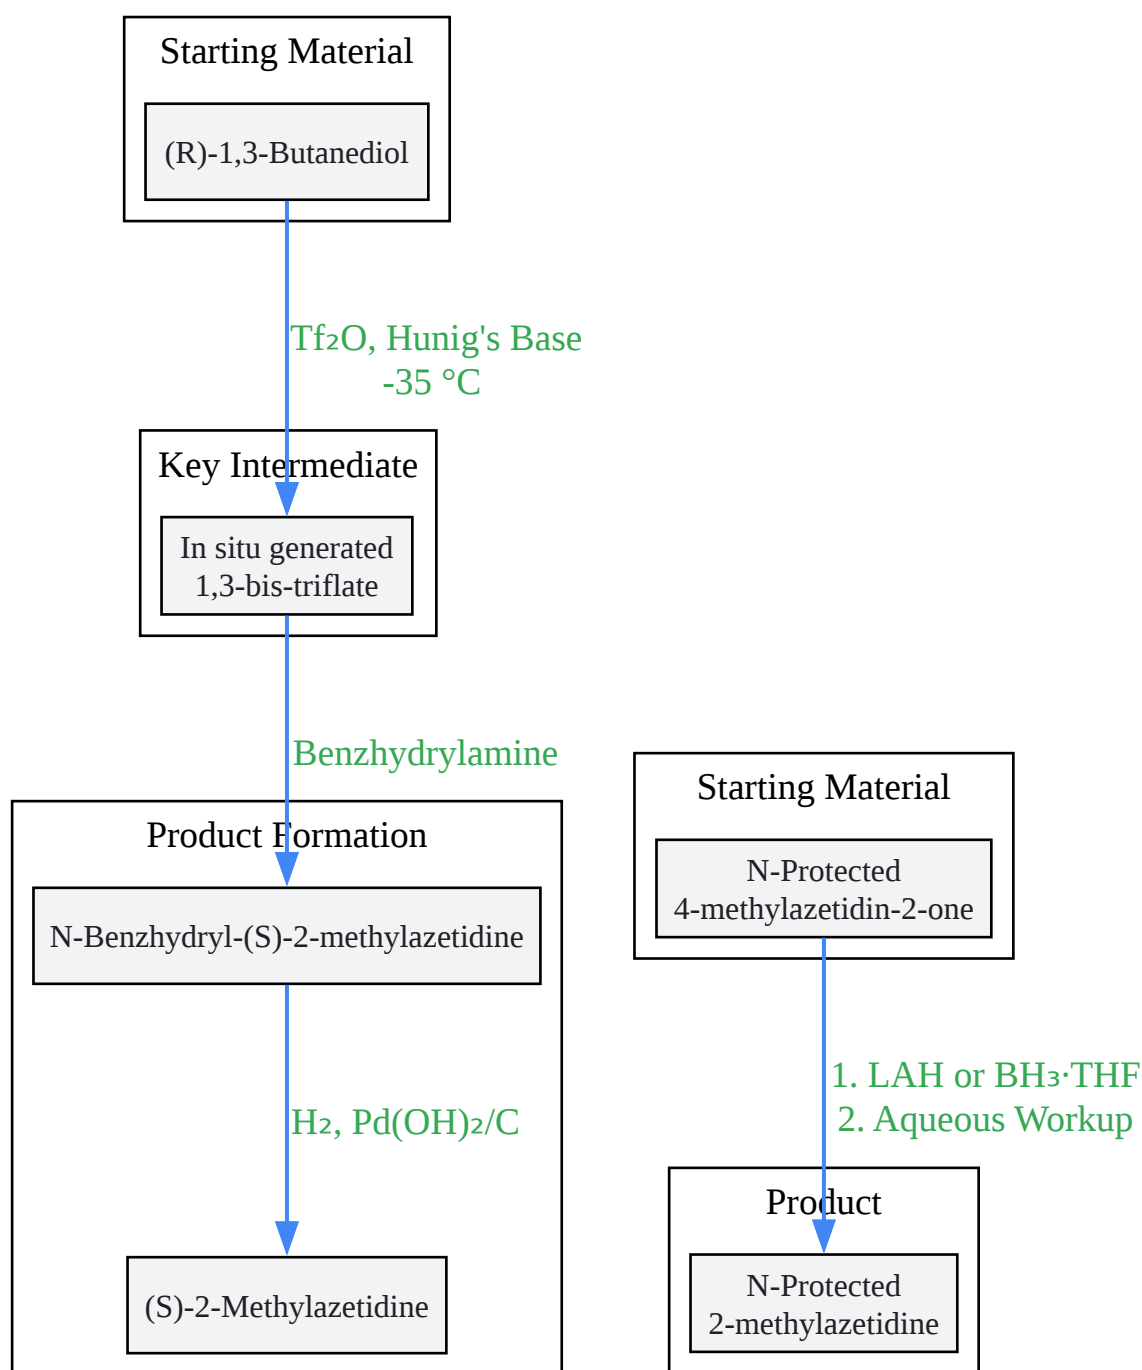 Starting Material
(R)-1,3-Butanediol
Tf₂O, Hunig's Base
-35 °C
Key Intermediate
In situ generated
1,3-bis-triflate
Benzhydrylamine
Product Formation
N-Benzhydryl-(S)-2-methylazetidine
H₂, Pd(OH)₂/C
(S)-2-Methylazetidine
Starting Material
N-Protected
4-methylazetidin-2-one
1. LAH or BH₃·THF
2. Aqueous Workup
Product
N-Protected
2-methylazetidine